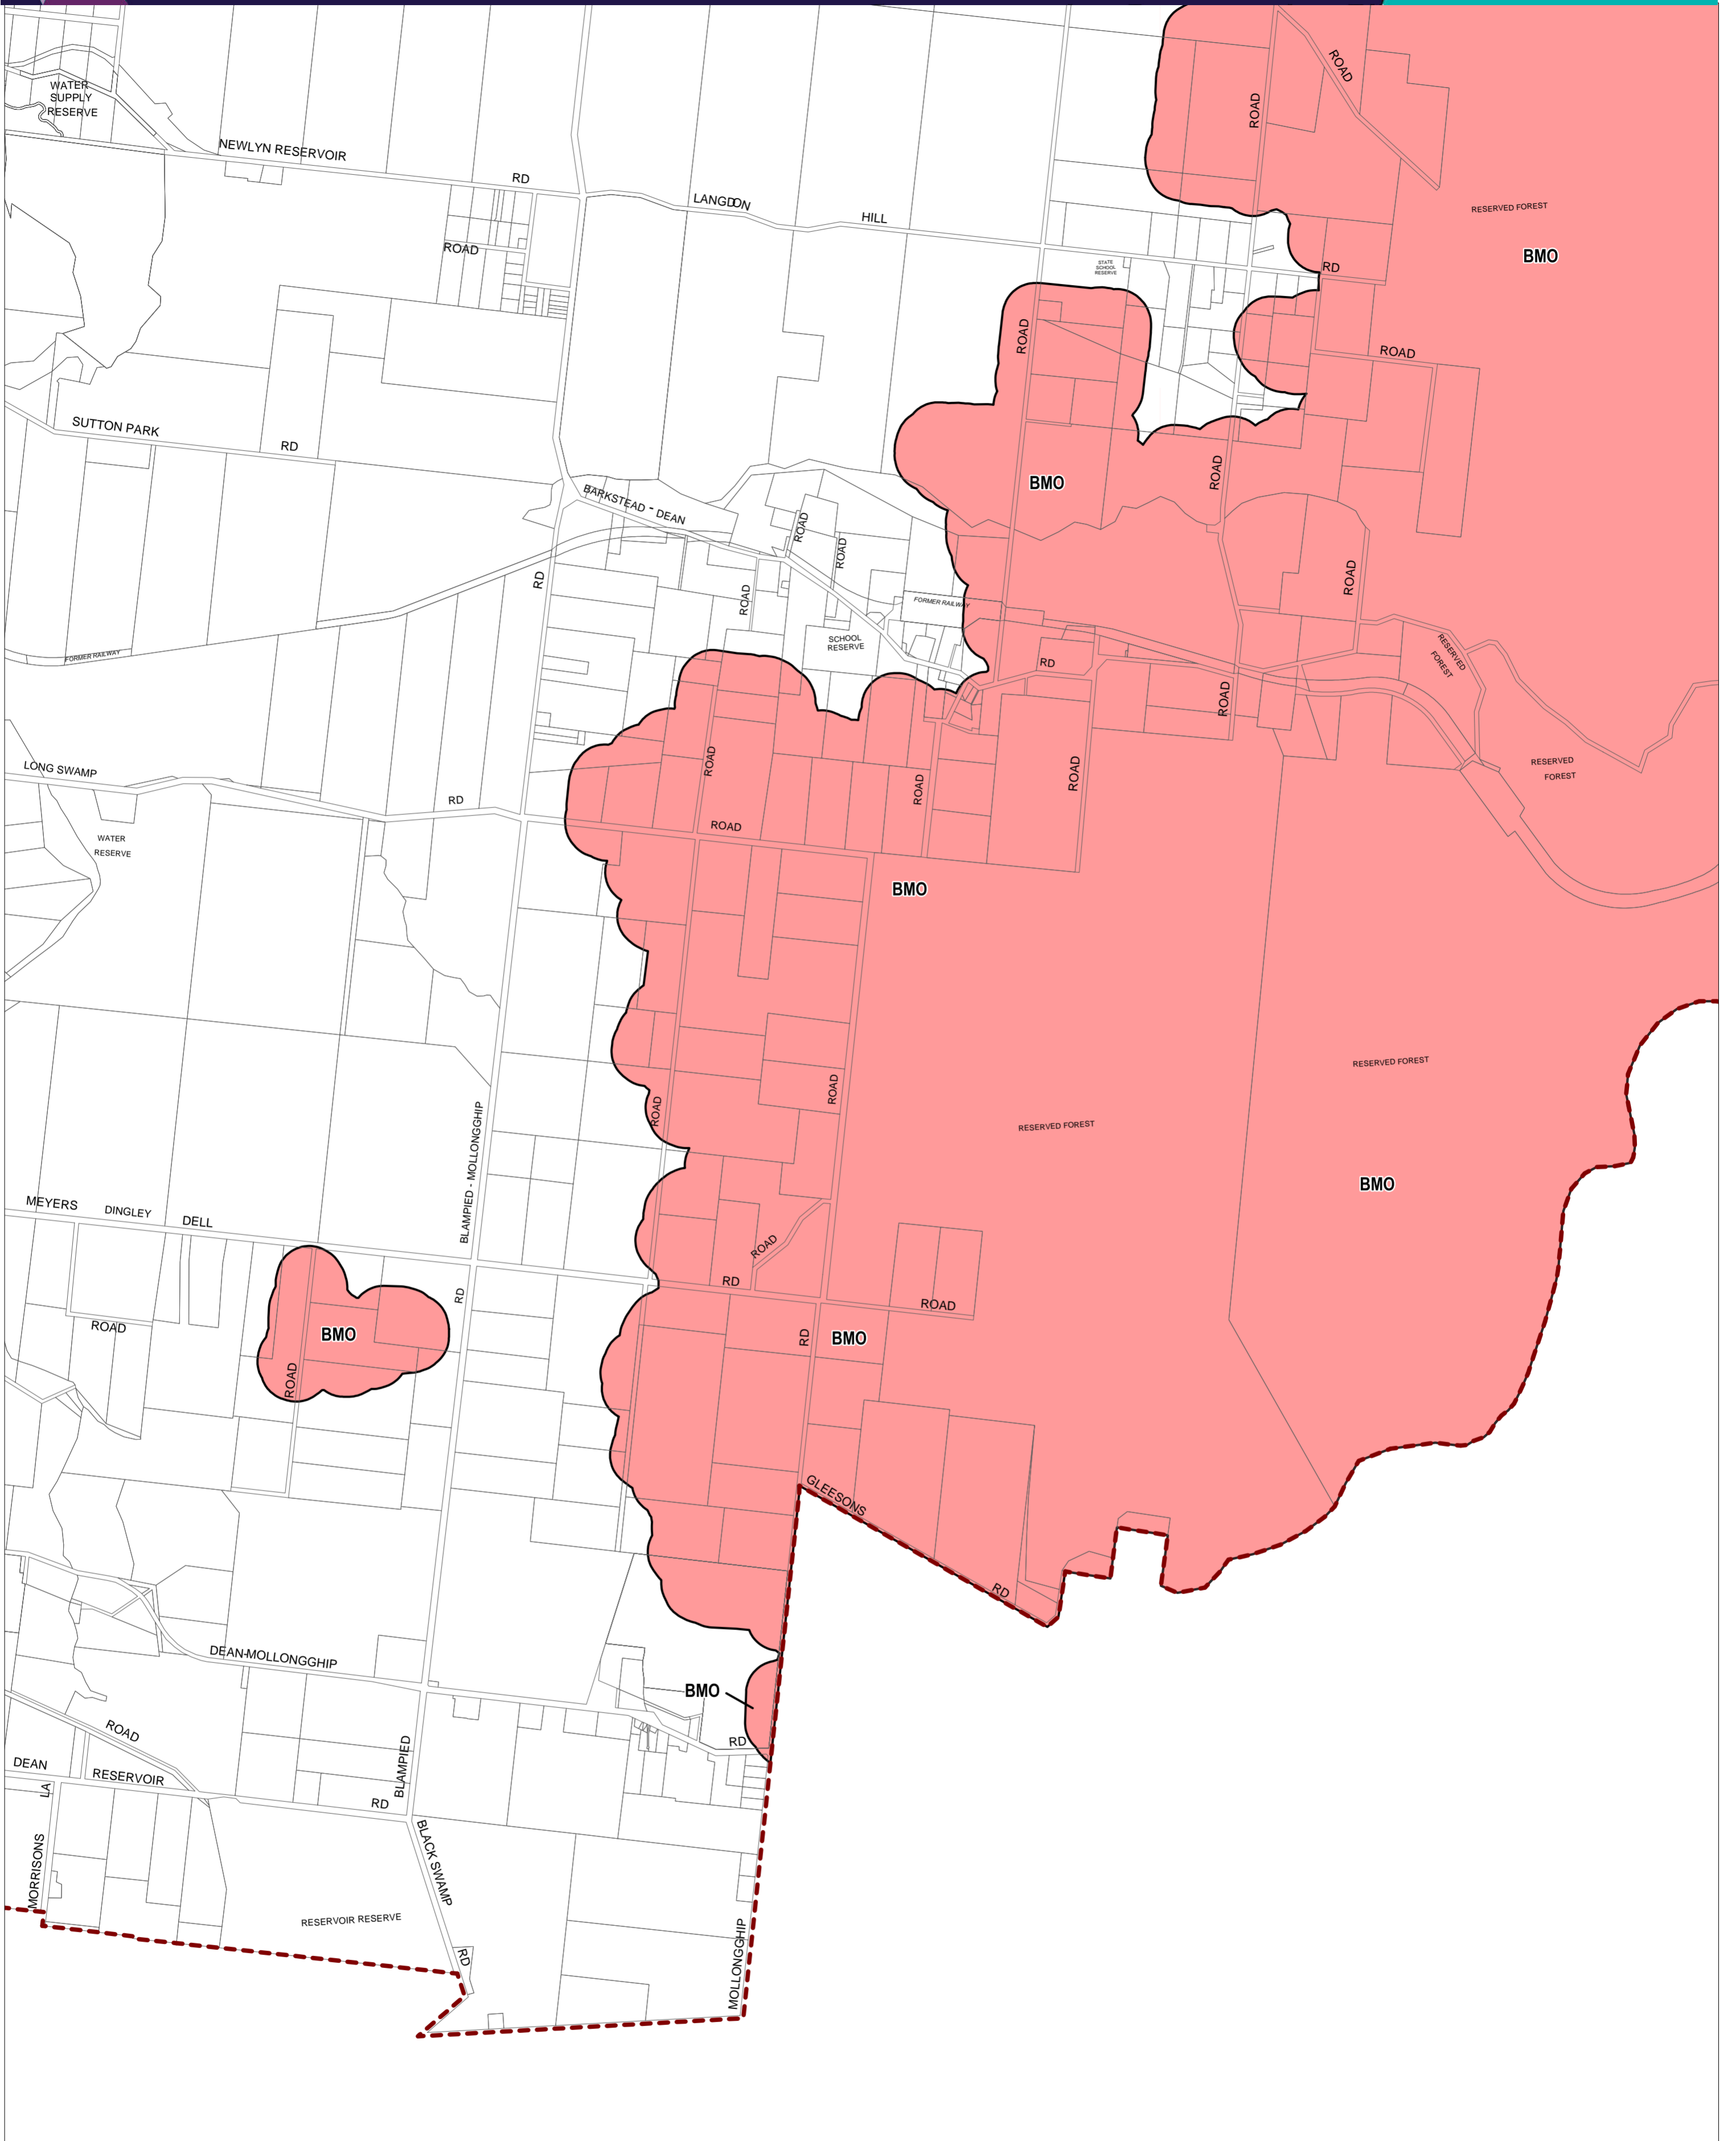 ROAD
WATER
SUPPLY
RESERVE
ROAD
NEWLYN RESERVOIR
RD
LANGDON
HILL
RESERVED FOREST
BMO
ROAD
STATE
SCHOOL
RESERVE
RD
ROAD
ROAD
SUTTON PARK
RD
BARKSTEAD - DEAN
BMO
ROAD
ROAD
ROAD
RD
ROAD
ROAD
FORMER RAILWAY
SCHOOL
RESERVE
FORMER RAILWAY
RD
RESERVED
FOREST
ROAD
LONG SWAMP
RD
ROAD
ROAD
ROAD
RESERVED
FOREST
ROAD
WATER
RESERVE
BMO
RESERVED FOREST
ROAD
ROAD
RESERVED FOREST
BLAMPIED - MOLLONGGHIP
BMO
MEYERS
DINGLEY
DELL
ROAD
RD
RD
ROAD
ROAD
BMO
RD
BMO
ROAD
GLEESONS
RD
DEAN-MOLLONGGHIP
BMO
ROAD
RD
DEAN
RESERVOIR
LA
BLAMPIED
RD
MORRISONS
BLACK SWAMP
RESERVOIR RESERVE
RD
MOLLONGGHIP